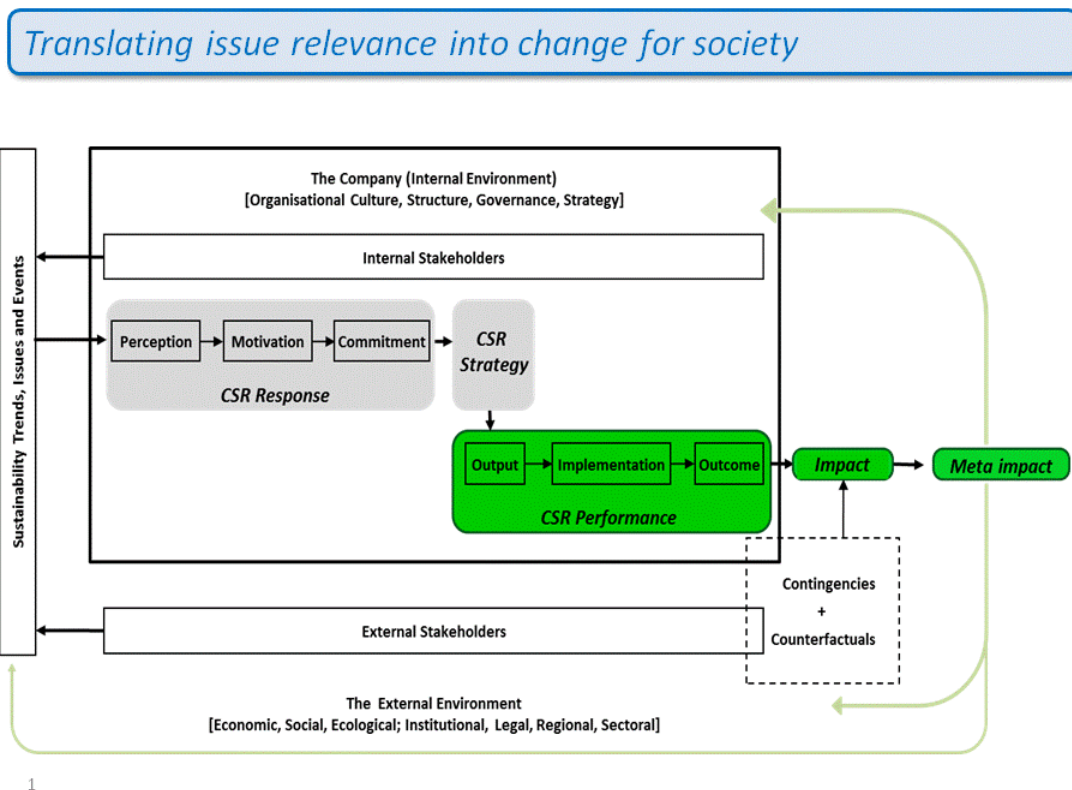 Translating issue relevance into change for society
Sustainability Trends, Issues and Events
The Company (Internal Environment)
[Organisational Culture, Structure, Governance, Strategy]
Internal Stakeholders
Perception
Motivation
Commitment
CSR Response
CSR
Strategy
Output
Implementation
Outcome
CSR Performance
Impact
Meta impact
Contingencies
+
Counterfactuals
External Stakeholders
The External Environment
[Economic, Social, Ecological; Institutional, Legal, Regional, Sectoral]
1